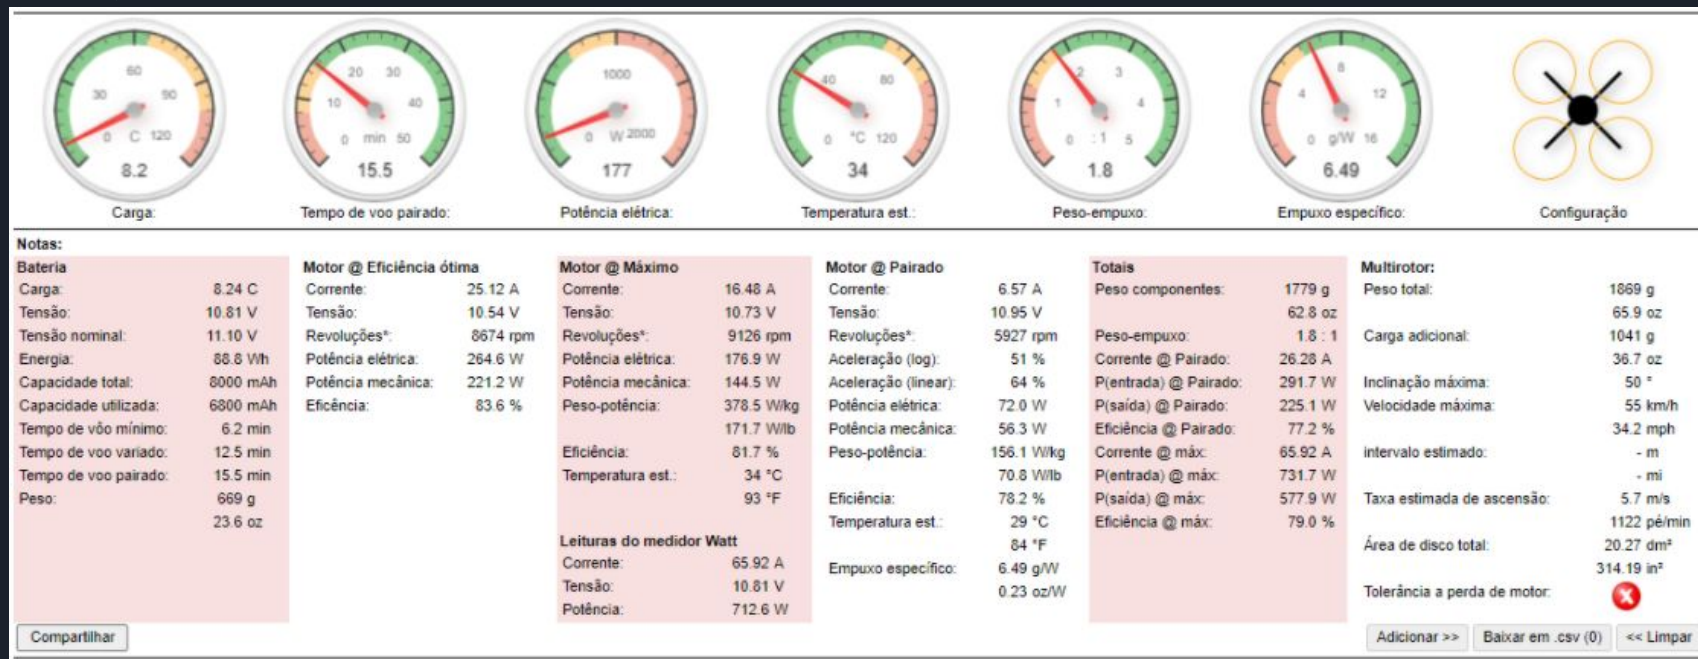 60
30 90
0 C 120
8.2
Carga:
20 30
10 40
0 min 50
15.5
Tempo de voo pairado:
1000
0 W 2000
177
Potência elétrica:
40 80
0 °C 120
34
Temperatura est.:
2 3
1 4
0 :1 5
1.8
Peso-empuxo:
8
4 12
0 g/W 16
6.49
Empuxo específico:
Configuração
Notas:
Bateria
Carga: 8.24 C
Tensão: 10.81 V
Tensão nominal: 11.10 V
Energia: 88.8 Wh
Capacidade total: 8000 mAh
Capacidade utilizada: 6800 mAh
Tempo de vôo mínimo: 6.2 min
Tempo de voo variado: 12.5 min
Tempo de voo pairado: 15.5 min
Peso: 669 g
23.6 oz
Motor @ Eficiência ótima
Corrente: 25.12 A
Tensão: 10.54 V
Revoluções*: 8674 rpm
Potência elétrica: 264.6 W
Potência mecânica: 221.2 W
Eficência: 83.6 %
Motor @ Máximo
Corrente: 16.48 A
Tensão: 10.73 V
Revoluções*: 9126 rpm
Potência elétrica: 176.9 W
Potência mecânica: 144.5 W
Peso-potência: 378.5 W/kg
171.7 W/lb
Eficiência: 81.7 %
Temperatura est.: 34 °C
93 °F
Leituras do medidor Watt
Corrente: 65.92 A
Tensão: 10.81 V
Potência: 712.6 W
Motor @ Pairado
Corrente: 6.57 A
Tensão: 10.95 V
Revoluções*: 5927 rpm
Aceleração (log): 51 %
Aceleração (linear): 64 %
Potência elétrica: 72.0 W
Potência mecânica: 56.3 W
Peso-potência: 156.1 W/kg
70.8 W/lb
Eficiência: 78.2 %
Temperatura est.: 29 °C
84 °F
Empuxo específico: 6.49 g/W
0.23 oz/W
Totais
Peso componentes: 1779 g
62.8 oz
Peso-empuxo: 1.8 : 1
Corrente @ Pairado: 26.28 A
P(entrada) @ Pairado: 291.7 W
P(saída) @ Pairado: 225.1 W
Eficiência @ Pairado: 77.2 %
Corrente @ máx: 65.92 A
P(entrada) @ máx: 731.7 W
P(saída) @ máx: 577.9 W
Eficiência @ máx: 79.0 %
Multirotor:
Peso total: 1869 g
65.9 oz
Carga adicional: 1041 g
36.7 oz
Inclinação máxima: 50 °
Velocidade máxima: 55 km/h
34.2 mph
intervalo estimado: - m
- mi
Taxa estimada de ascensão: 5.7 m/s
1122 pé/min
Área de disco total: 20.27 dm²
314.19 in²
Tolerância a perda de motor:
Compartilhar
Adicionar >>
Baixar em .csv (0)
<< Limpar